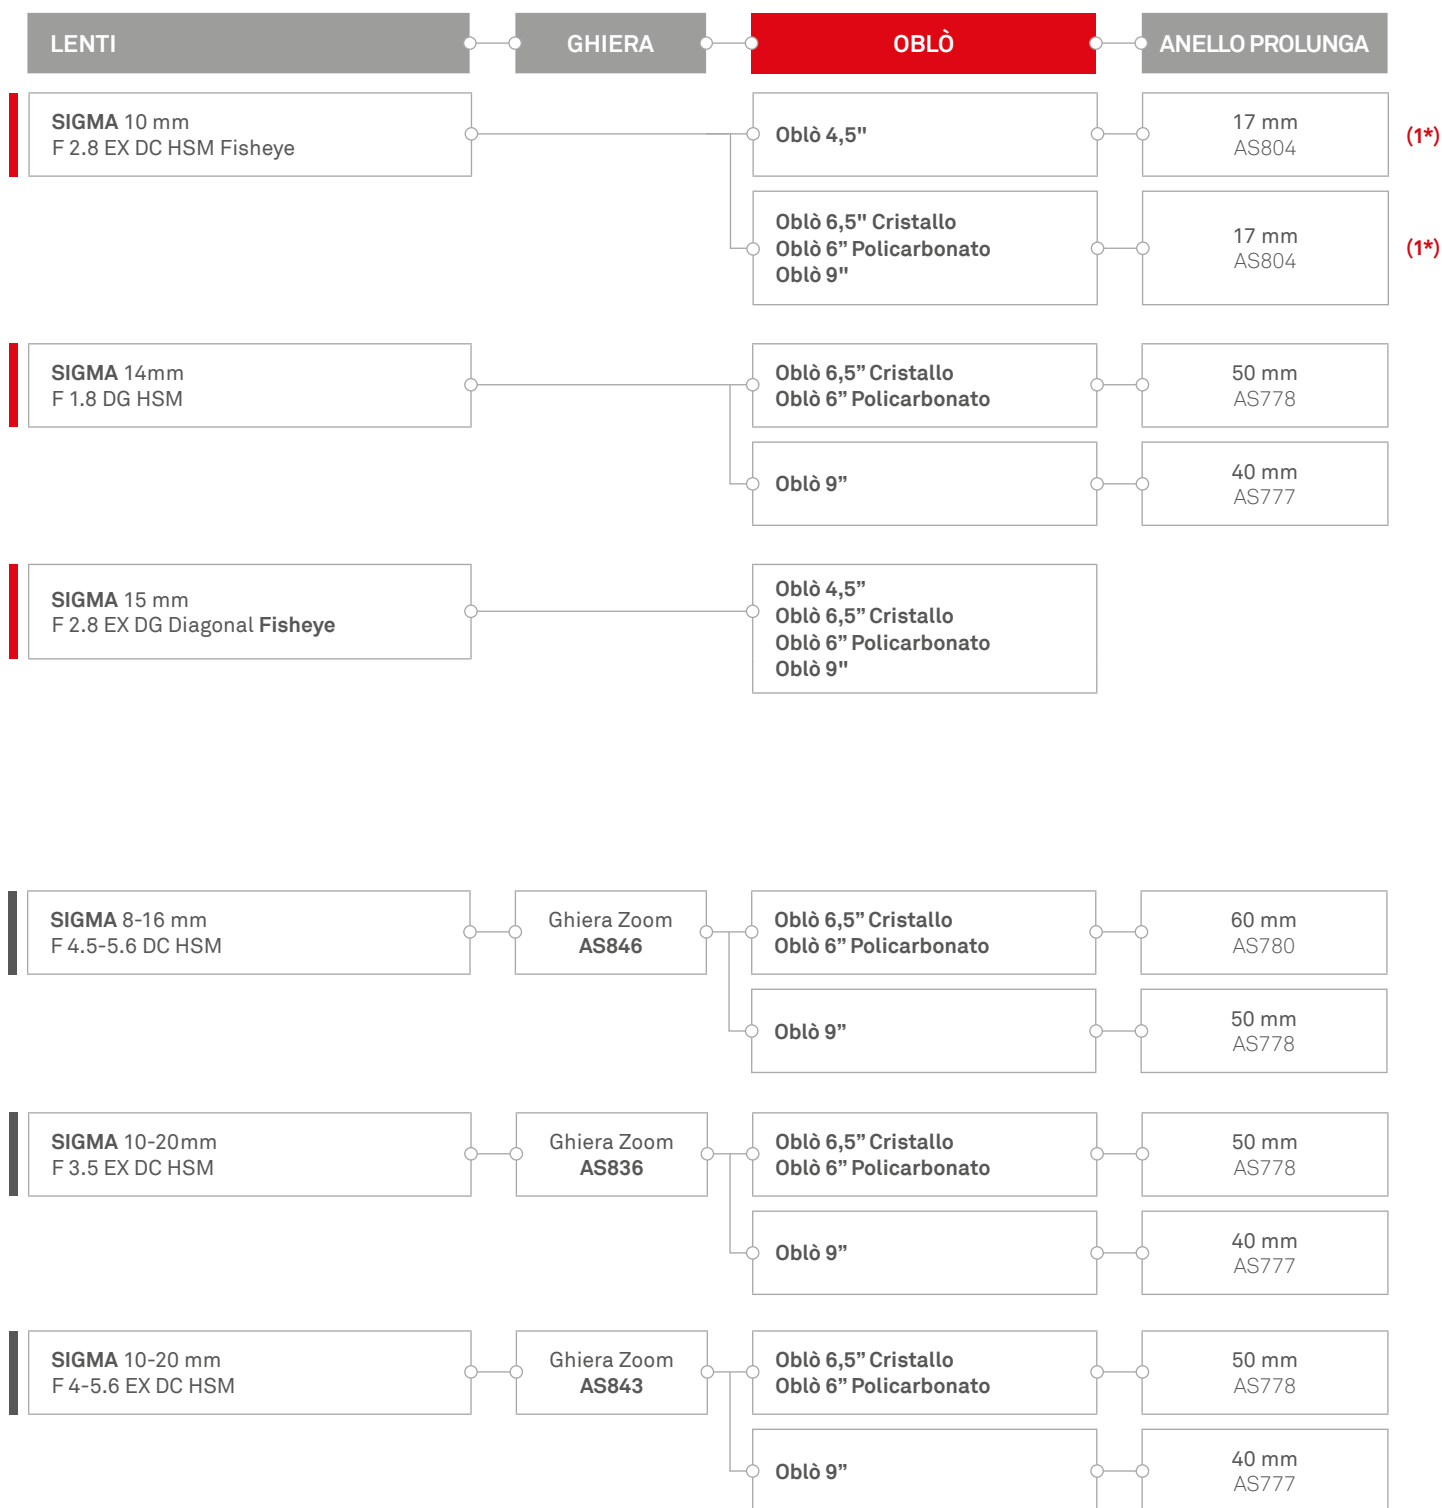 LENTI
GHIERA
OBLÒ
ANELLO PROLUNGA
SIGMA 10 mm
F 2.8 EX DC HSM Fisheye
Oblò 4,5"
17 mm
AS804
(1*)
Oblò 6,5" Cristallo
Oblò 6” Policarbonato
Oblò 9"
17 mm
AS804
(1*)
SIGMA 14mm
F 1.8 DG HSM
Oblò 6,5” Cristallo
Oblò 6” Policarbonato
50 mm
AS778
Oblò 9”
40 mm
AS777
SIGMA 15 mm
F 2.8 EX DG Diagonal Fisheye
Oblò 4,5”
Oblò 6,5” Cristallo
Oblò 6” Policarbonato
Oblò 9"
SIGMA 8-16 mm
F 4.5-5.6 DC HSM
Ghiera Zoom
AS846
Oblò 6,5” Cristallo
Oblò 6” Policarbonato
60 mm
AS780
Oblò 9”
50 mm
AS778
SIGMA 10-20mm
F 3.5 EX DC HSM
Ghiera Zoom
AS836
Oblò 6,5” Cristallo
Oblò 6” Policarbonato
50 mm
AS778
Oblò 9”
40 mm
AS777
SIGMA 10-20 mm
F 4-5.6 EX DC HSM
Ghiera Zoom
AS843
Oblò 6,5” Cristallo
Oblò 6” Policarbonato
50 mm
AS778
Oblò 9”
40 mm
AS777